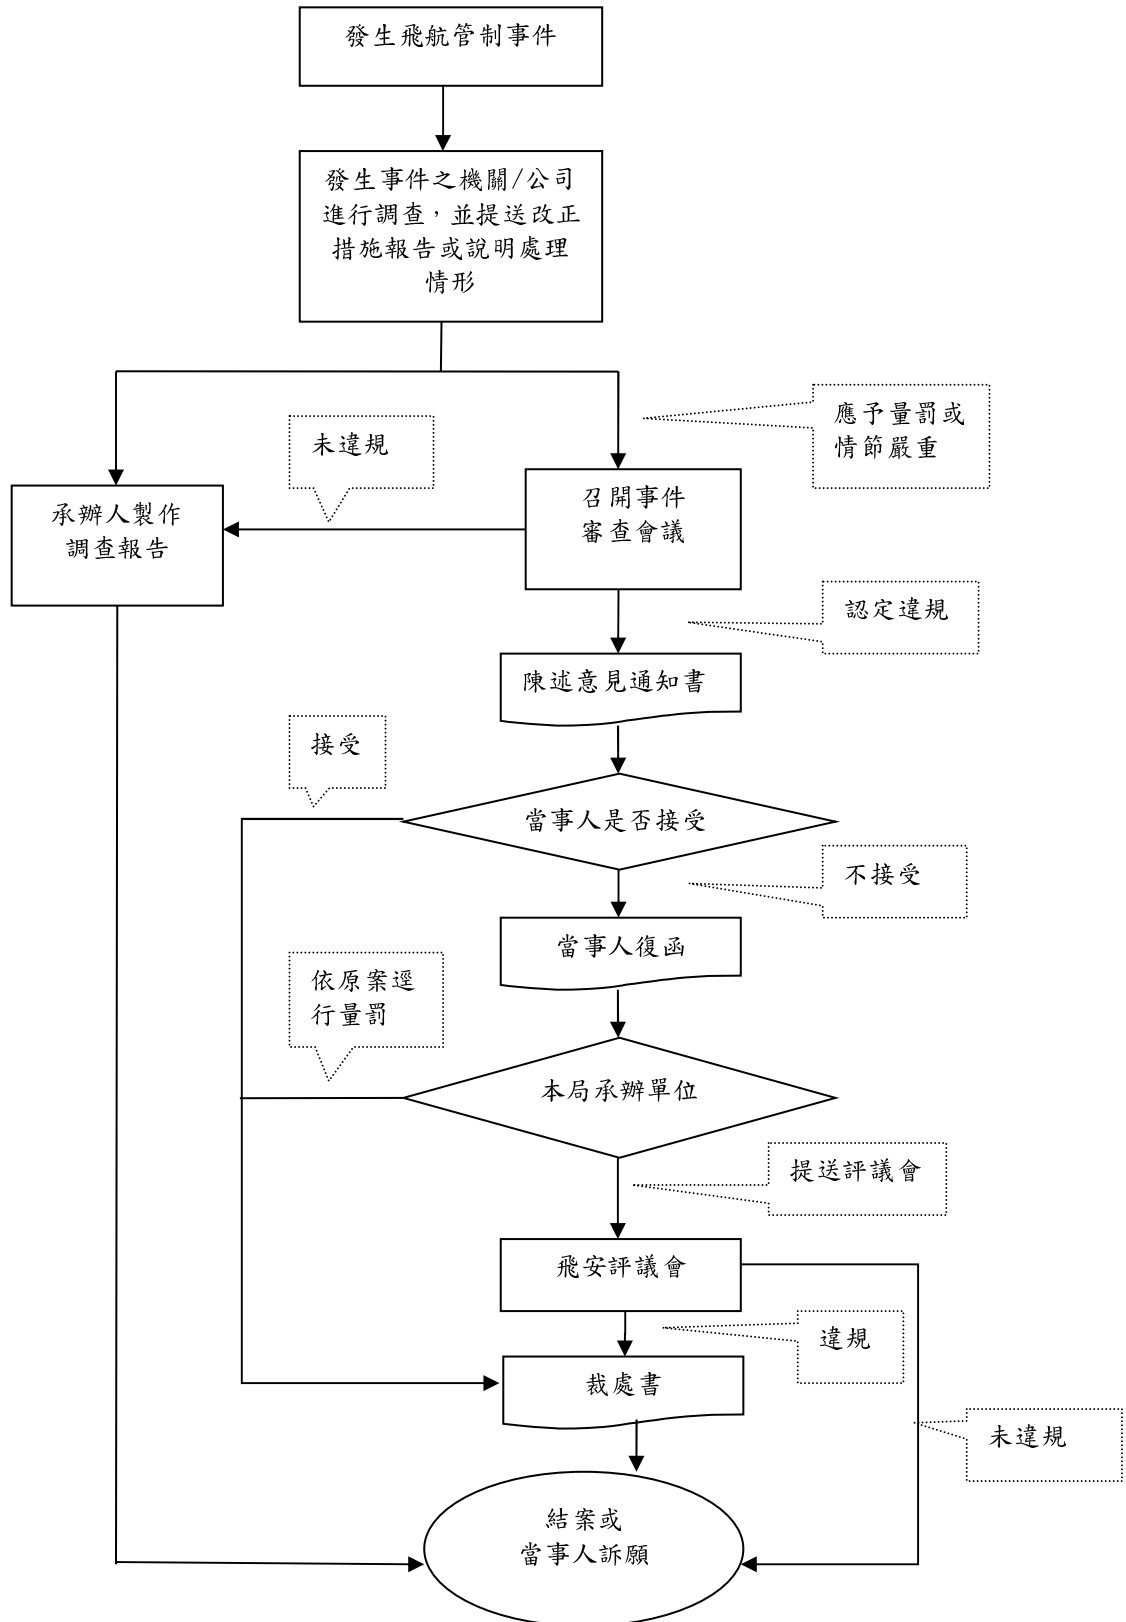 發生飛航管制事件
發生事件之機關/公司
進行調查，並提送改正
措施報告或說明處理
情形
應予量罰或
情節嚴重
未違規
召開事件
審查會議
承辦人製作
調查報告
認定違規
陳述意見通知書
接受
當事人是否接受
不接受
當事人復函
依原案逕
行量罰
本局承辦單位
提送評議會
飛安評議會
違規
裁處書
未違規
結案或
當事人訴願